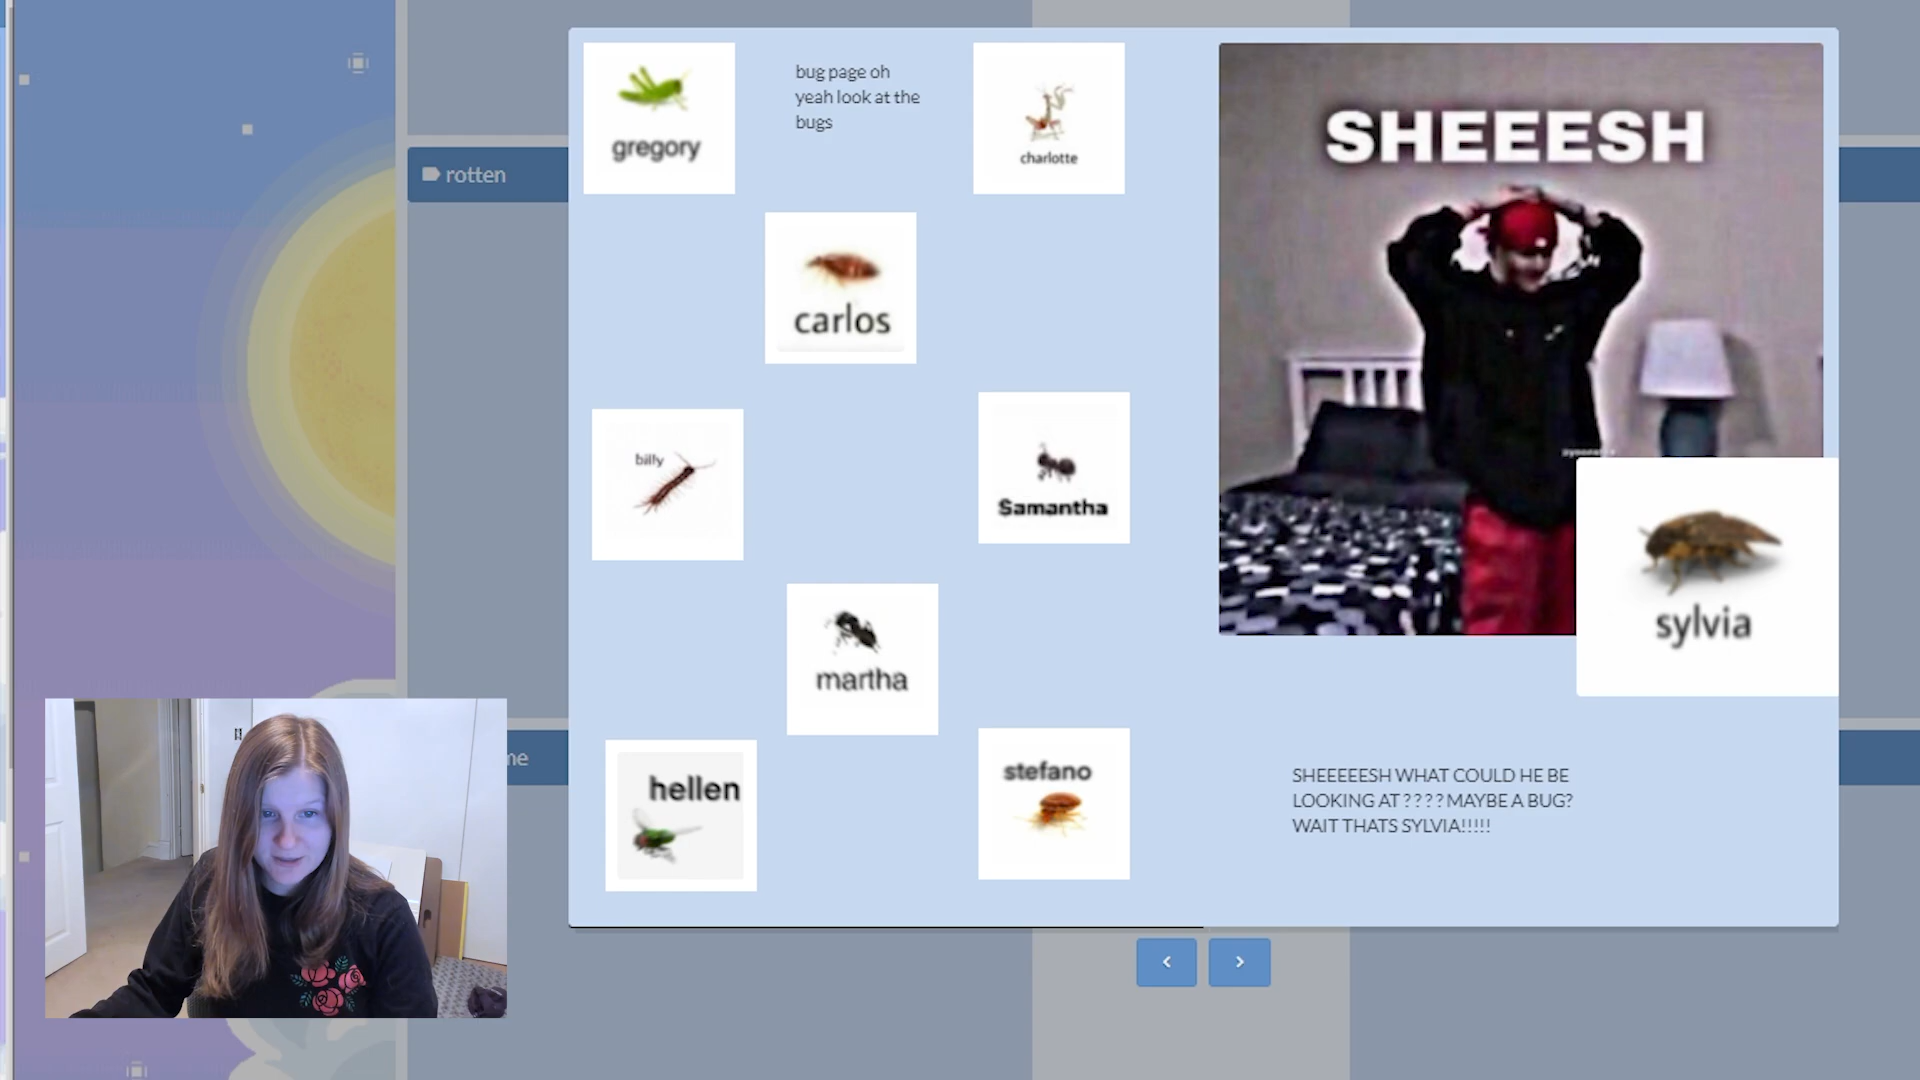 gregory
bug page oh
yeah look at the
bugs
charlotte
SHEEESH
rotten
carlos
billy
Samantha
sylvia
martha
me
hellen
stefano
SHEEEEESH WHAT COULD HE BE
LOOKING AT???? MAYBE A BUG?
WAIT THATS SYLVIA!!!!!